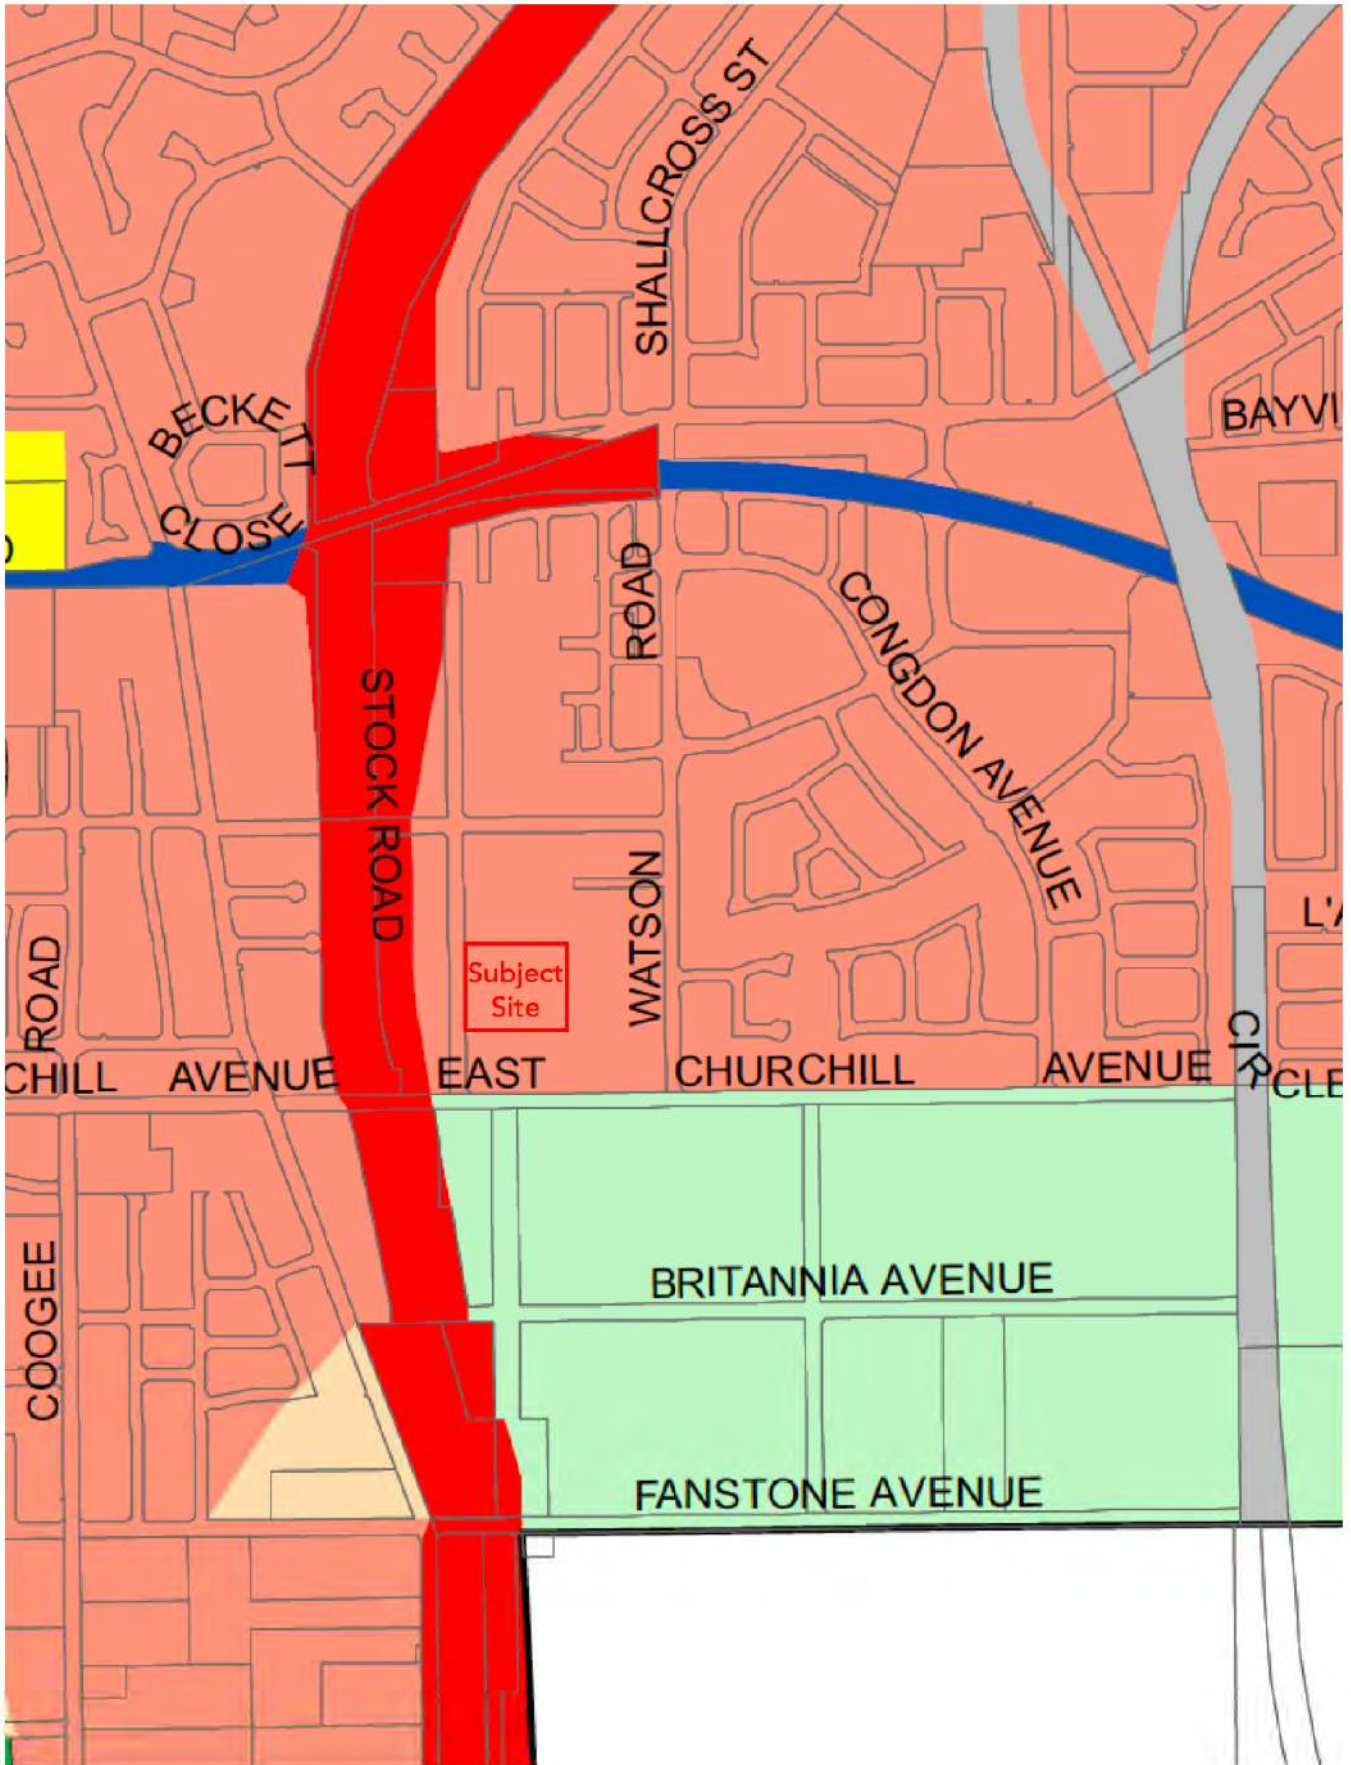 SHALLCROSS ST
BECKETT
CLOSE
BAYVI
ROAD
CONGDON AVENUE
STOCK ROAD
WATSON
Subject
Site
ROAD
L'A
CIR
CLE
CHILL AVENUE EAST CHURCHILL AVENUE
BRITANNIA AVENUE
COOGEE
FANSTONE AVENUE